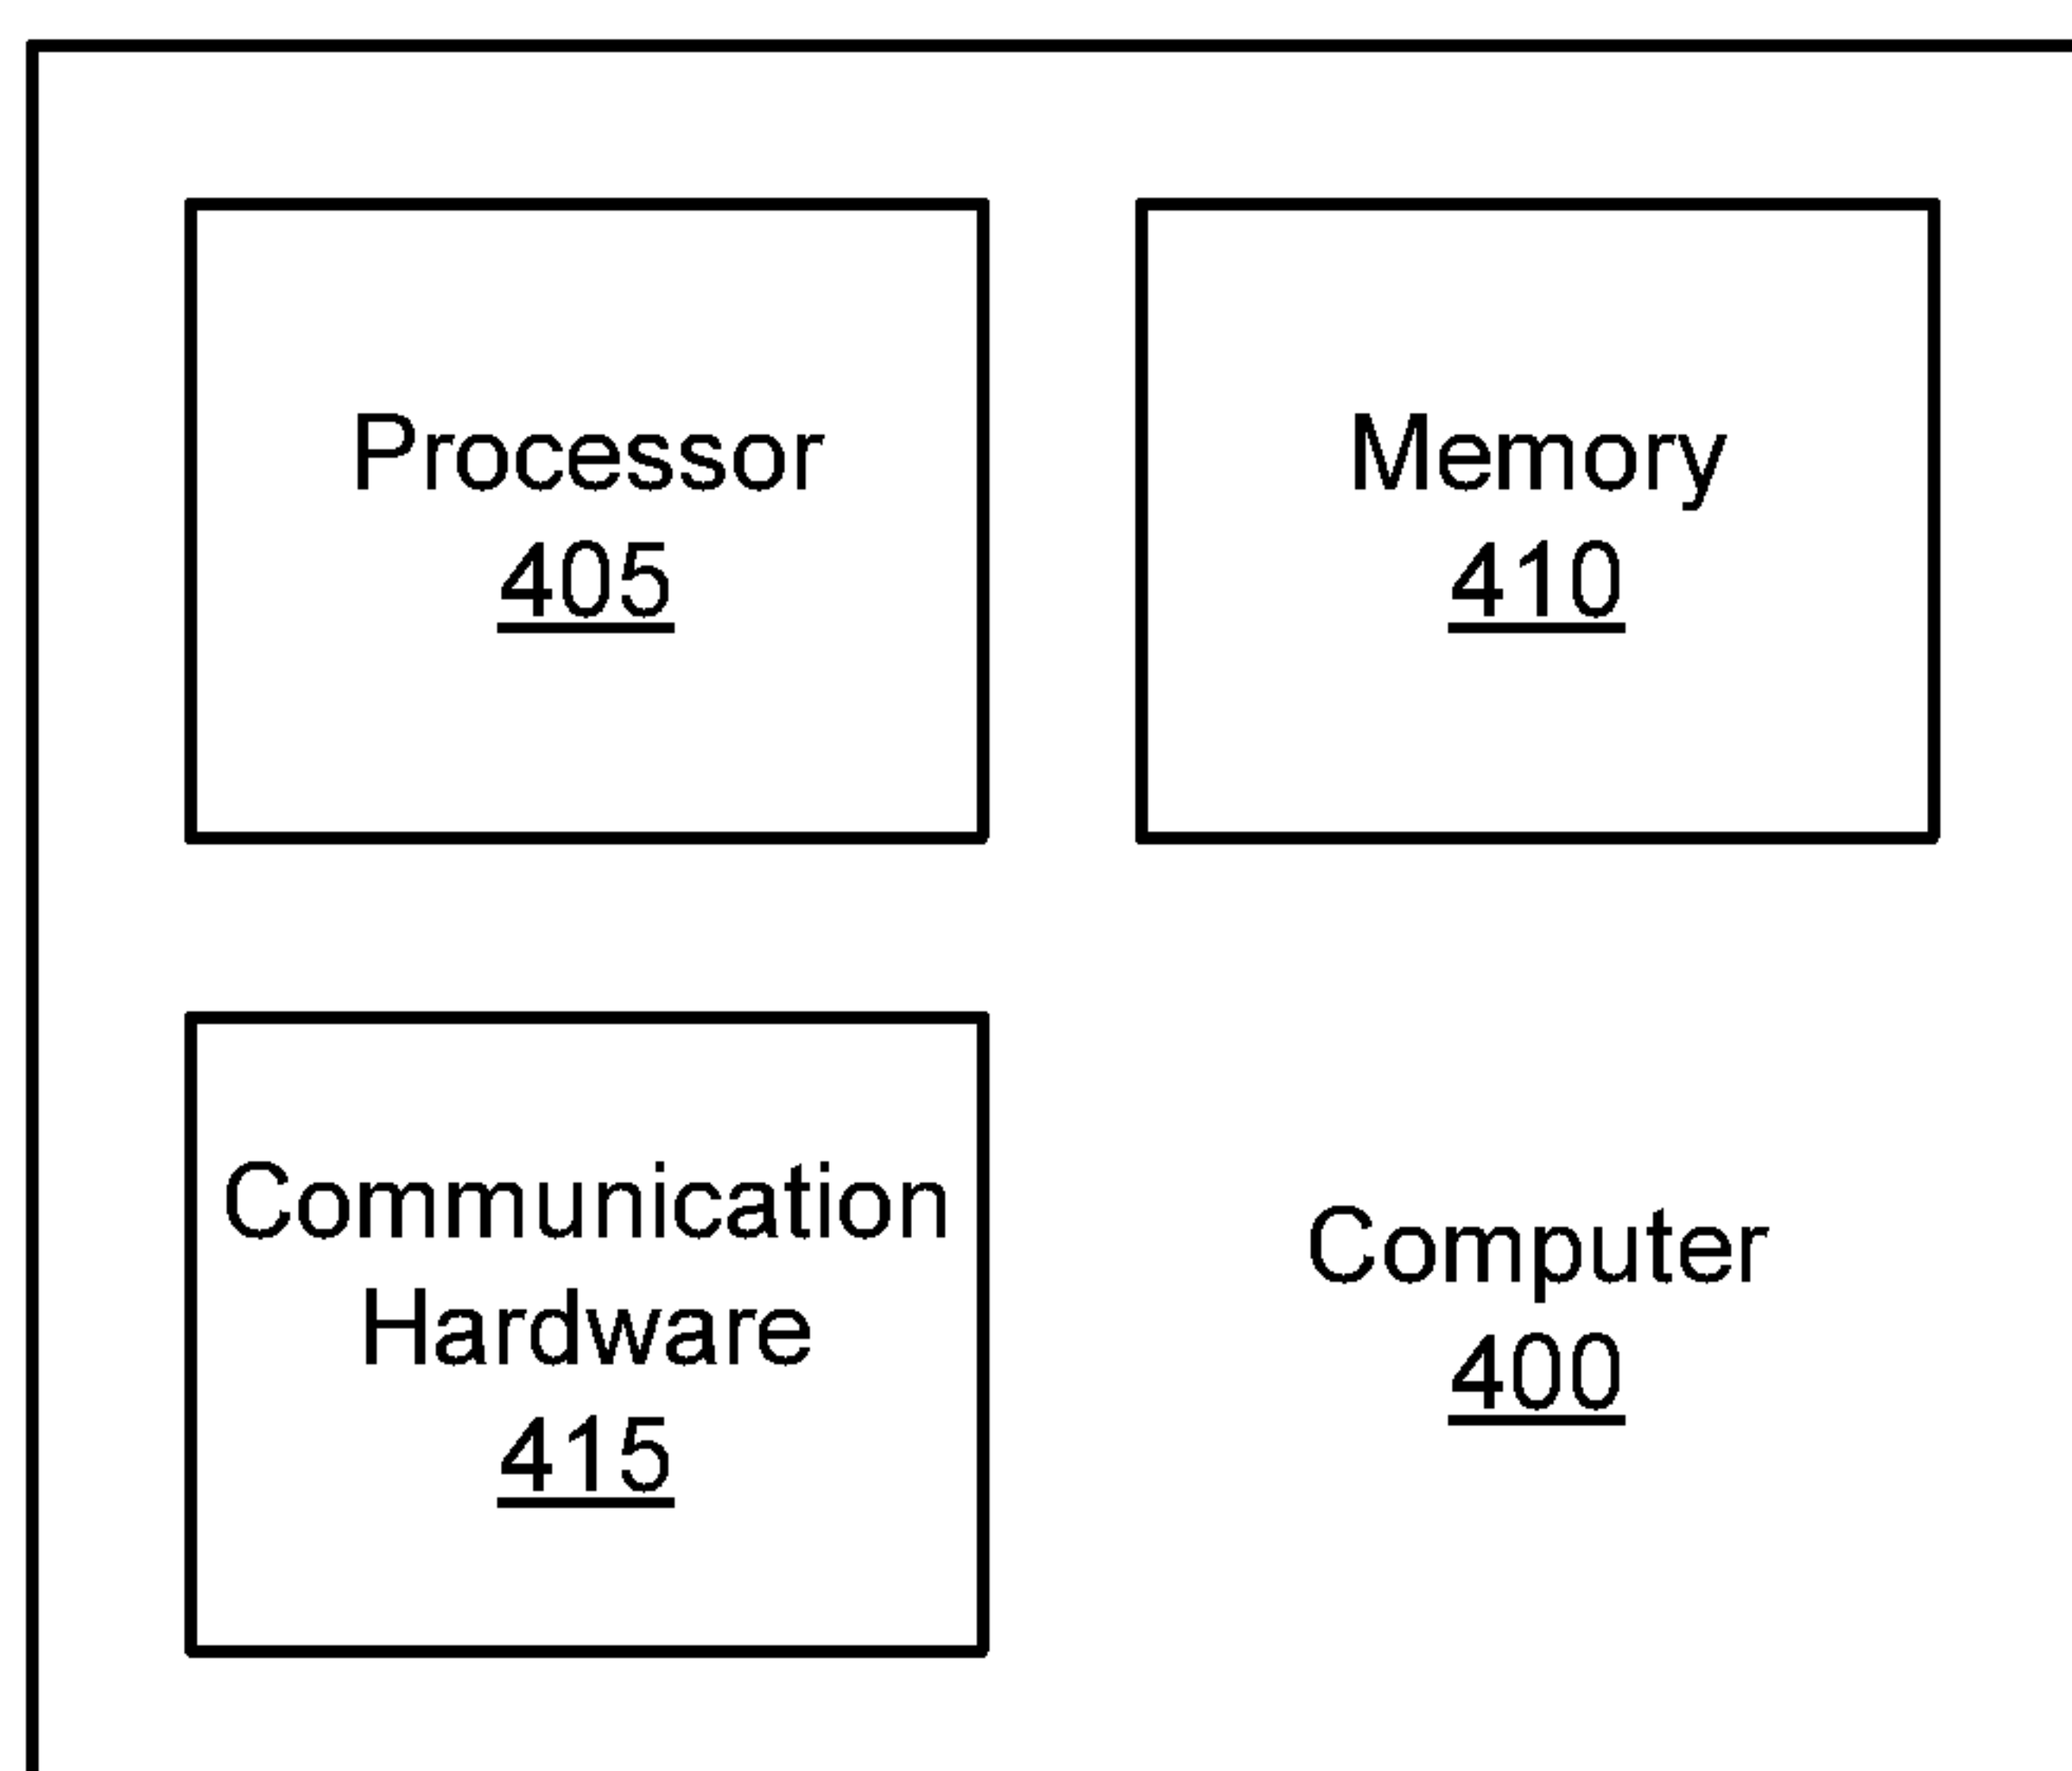 Processor
405
Memory
410
Communication
Hardware
415
Computer
400